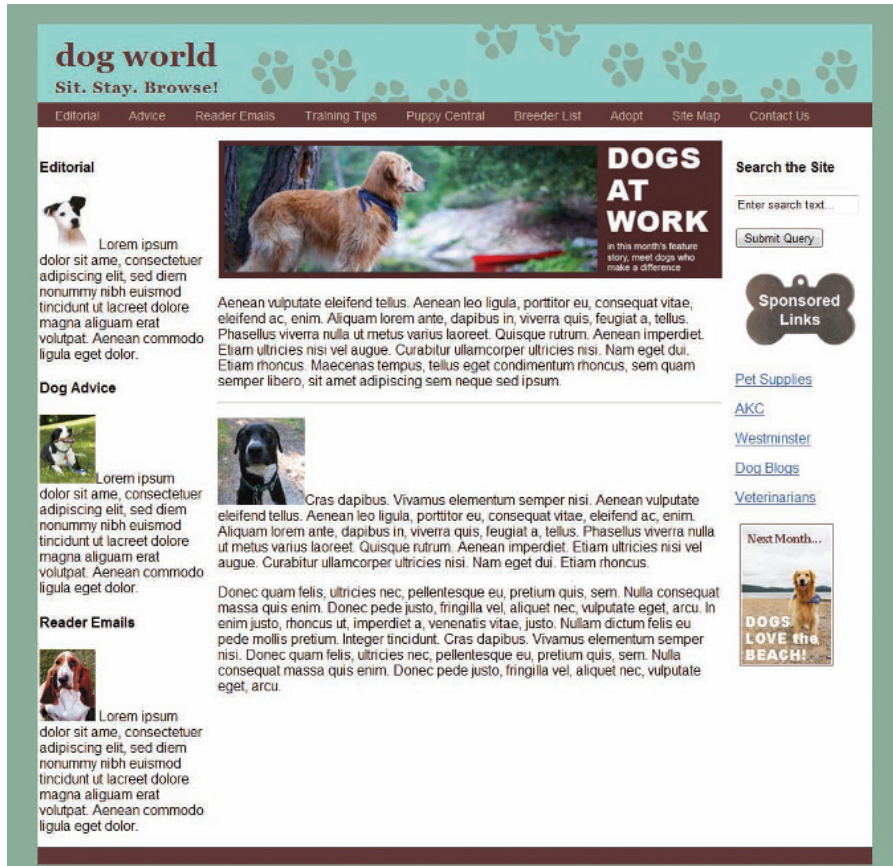 dog world
Sit. Stay. Browse!
Editorial Advice Reader Emails Training Tips Puppy Central Breeder List Adopt Site Map Contact Us
Editorial
Lorem ipsum
dolor sit ame, consectetuer
adipiscing elit, sed diem
nonummy nibh euismod
tincidunt ut lacreet dolore
magna aliguam erat
volutpat. Aenean commodo
ligula eget dolor.
Dog Advice
Lorem ipsum
dolor sit ame, consectetuer
adipiscing elit, sed diem
nonummy nibh euismod
tincidunt ut lacreet dolore
magna aliguam erat
volutpat. Aenean commodo
ligula eget dolor.
Reader Emails
Lorem ipsum
dolor sit ame, consectetuer
adipiscing elit, sed diem
nonummy nibh euismod
tincidunt ut lacreet dolore
magna aliguam erat
volutpat. Aenean commodo
ligula eget dolor.
DOGS
AT
WORK
in this month's feature
story, meet dogs who
make a difference
Aenean vulputate eleifend tellus. Aenean leo ligula, porttitor eu, consequat vitae,
eleifend ac, enim. Aliquam lorem ante, dapibus in, viverra quis, feugiat a, tellus.
Phasellus viverra nulla ut metus varius laoreet. Quisque rutrum. Aenean imperdiet.
Etiam ultricies nisi vel augue. Curabitur ullamcorper ultricies nisi. Nam eget dui.
Etiam rhoncus. Maecenas tempus, tellus eget condimentum rhoncus, sem quam
semper libero, sit amet adipiscing sem neque sed ipsum.
Cras dapibus. Vivamus elementum semper nisi. Aenean vulputate
eleifend tellus. Aenean leo ligula, porttitor eu, consequat vitae, eleifend ac, enim.
Aliquam lorem ante, dapibus in, viverra quis, feugiat a, tellus. Phasellus viverra nulla
ut metus varius laoreet. Quisque rutrum. Aenean imperdiet. Etiam ultricies nisi vel
augue. Curabitur ullamcorper ultricies nisi. Nam eget dui. Etiam rhoncus.
Donec quam felis, ultricies nec, pellentesque eu, pretium quis, sem. Nulla consequat
massa quis enim. Donec pede justo, fringilla vel, aliquet nec, vulputate eget, arcu. In
enim justo, rhoncus ut, imperdiet a, venenatis vitae, justo. Nullam dictum felis eu
pede mollis pretium. Integer tincidunt. Cras dapibus. Vivamus elementum semper
nisi. Donec quam felis, ultricies nec, pellentesque eu, pretium quis, sem. Nulla
consequat massa quis enim. Donec pede justo, fringilla vel, aliquet nec, vulputate
eget, arcu.
Search the Site
Enter search text...
Submit Query
Sponsored
Links
Pet Supplies
AKC
Westminster
Dog Blogs
Veterinarians
Next Month...
DOGS
LOVE the
BEACH!